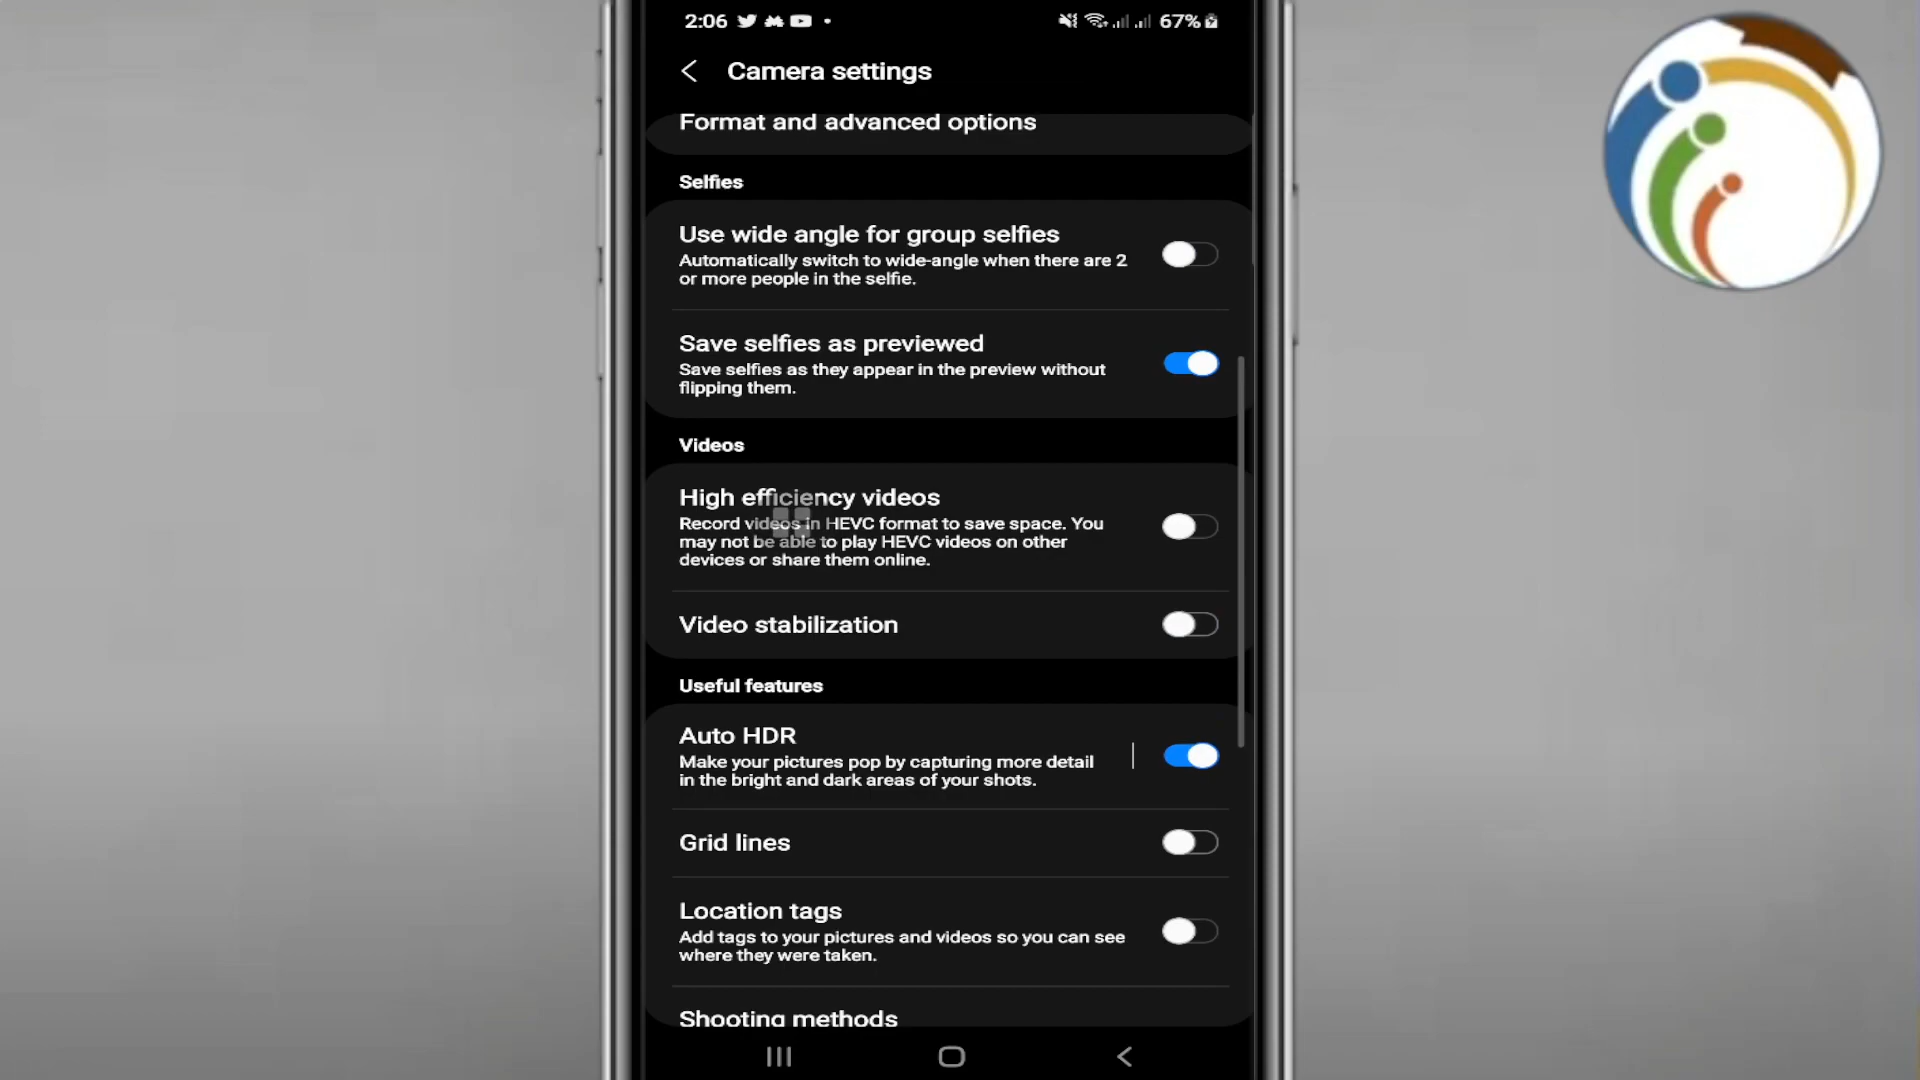 2:06
67%
Camera settings
Format and advanced options
Selfies
Use wide angle for group selfies
Automatically switch to wide-angle when there are 2
or more people in the selfie.
Save selfies as previewed
Save selfies as they appear in the preview without
flipping them.
Videos
High efficiency videos
Record videos in HEVC format to save space. You
may not be able to play HEVC videos on other
devices or share them online.
Video stabilization
Useful features
Auto HDR
Make your pictures pop by capturing more detail
in the bright and dark areas of your shots.
Grid lines
Location tags
Add tags to your pictures and videos so you can see
where they were taken.
Shooting methods